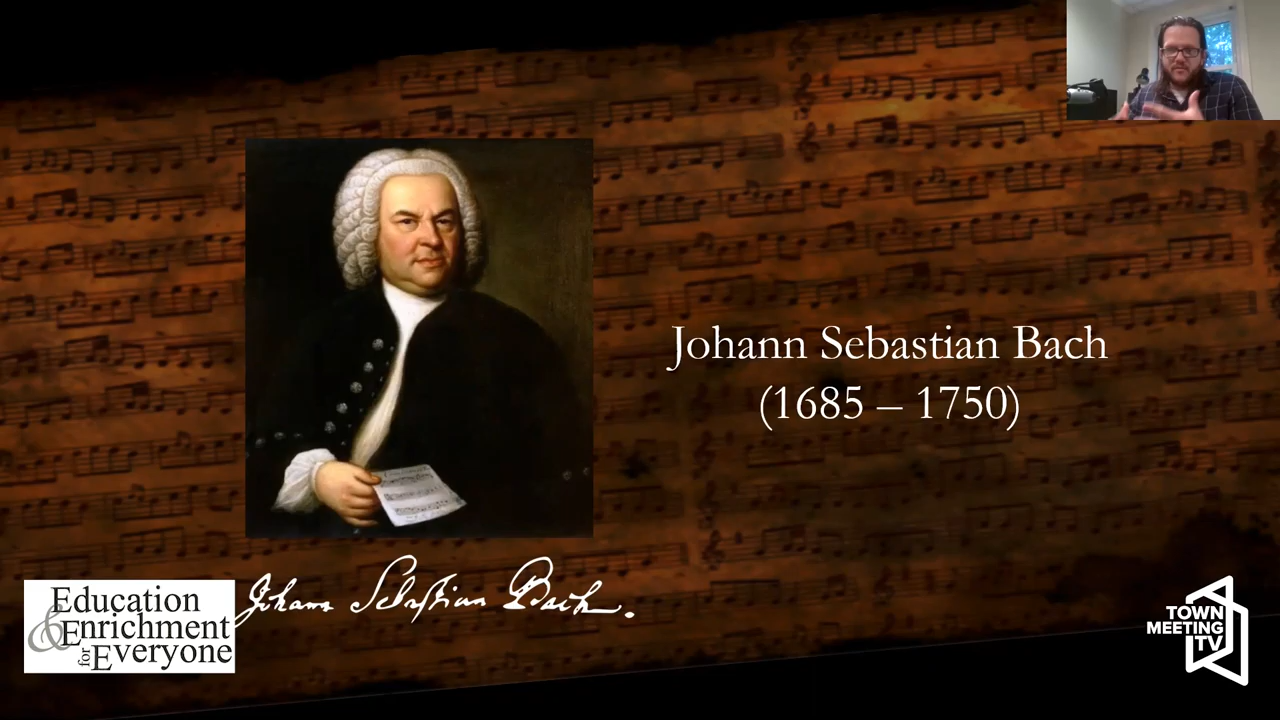 Johann Sebastian Bach
(1685 – 1750)
Johann Sebastian Bach.
Education
& Enrichment
for Everyone
TOWN
MEETING
TV